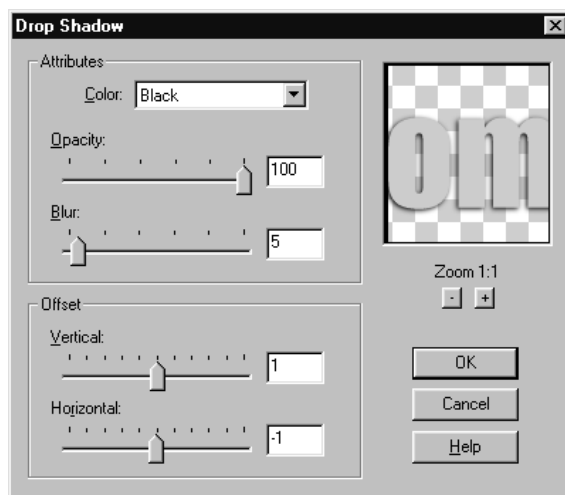 Drop Shadow
Attributes
Color: Black
Opacity:
100
Blur:
5
om
Zoom 1:1
- +
Offset
Vertical:
1
Horizontal:
-1
OK
Cancel
Help